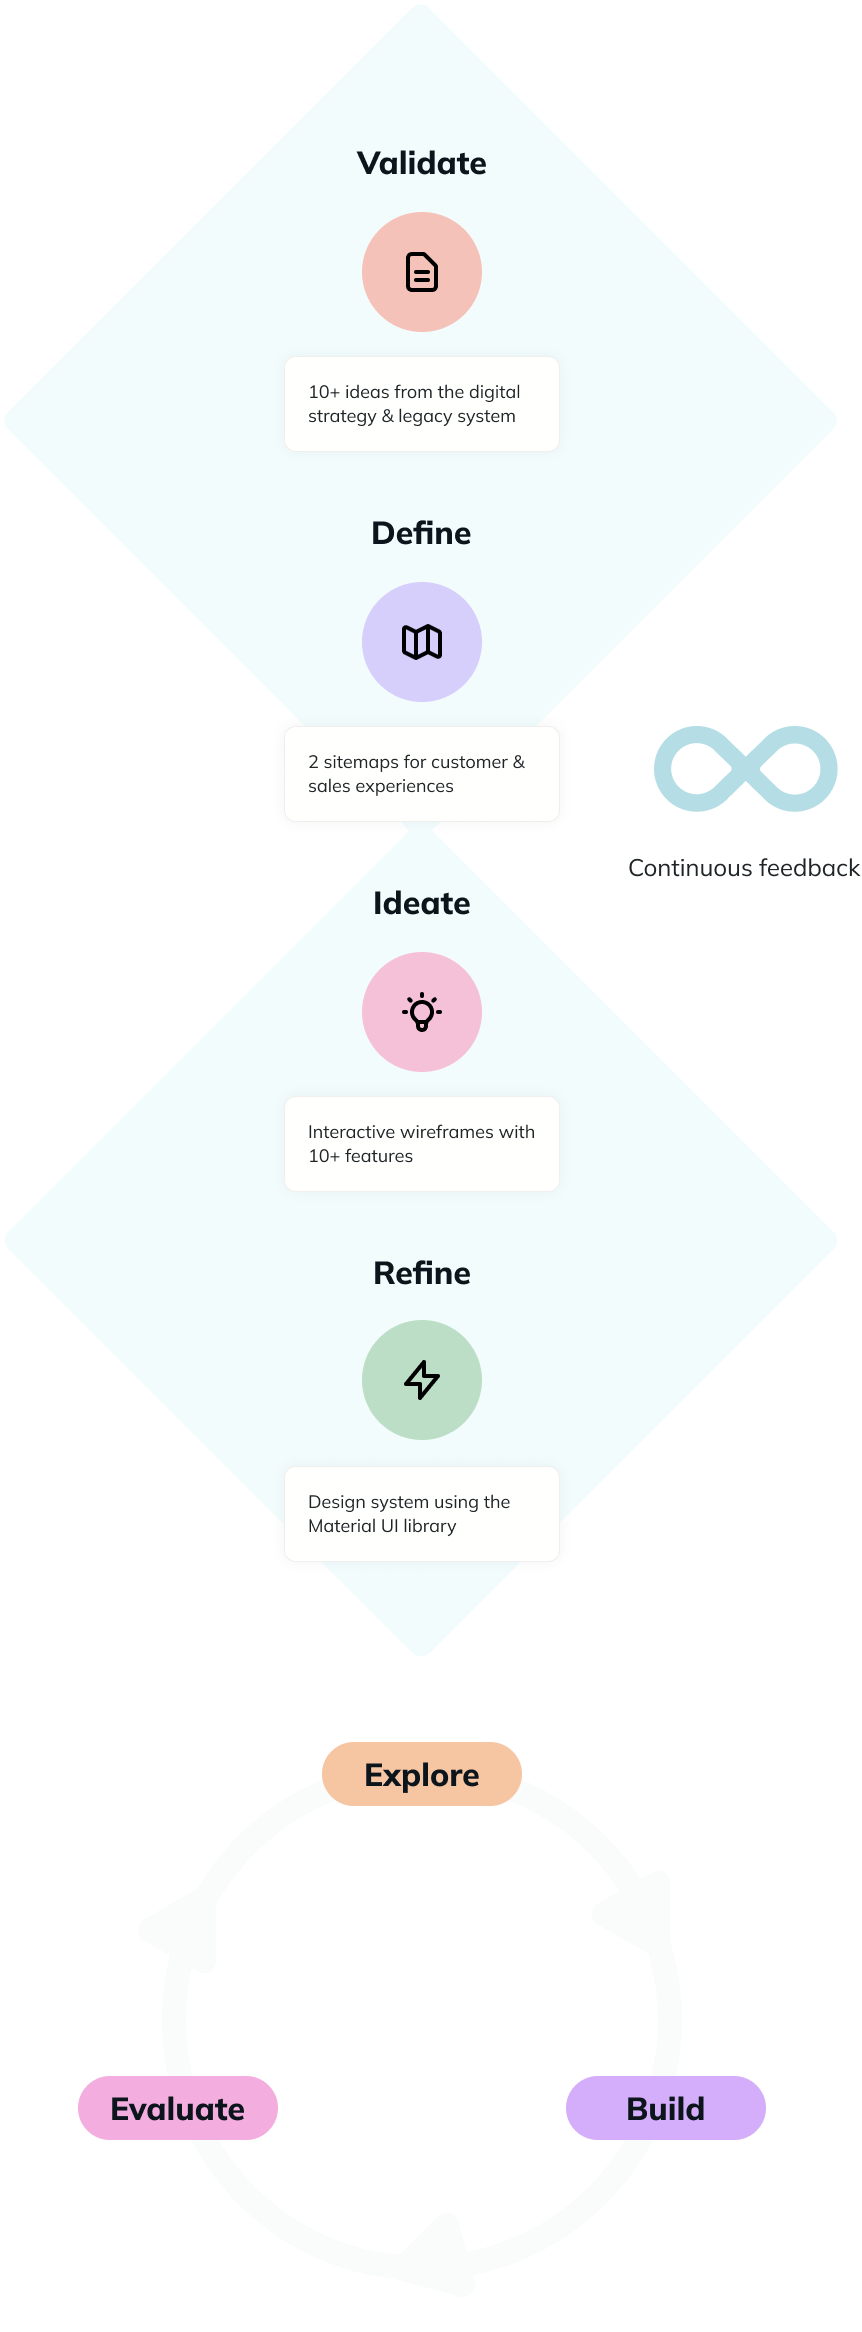 Validate
10+ ideas from the digital
strategy & legacy system
Define
2 sitemaps for customer &
sales experiences
Continuous feedback
Ideate
Interactive wireframes with
10+ features
Refine
Design system using the
Material UI library
Explore
Evaluate
Build